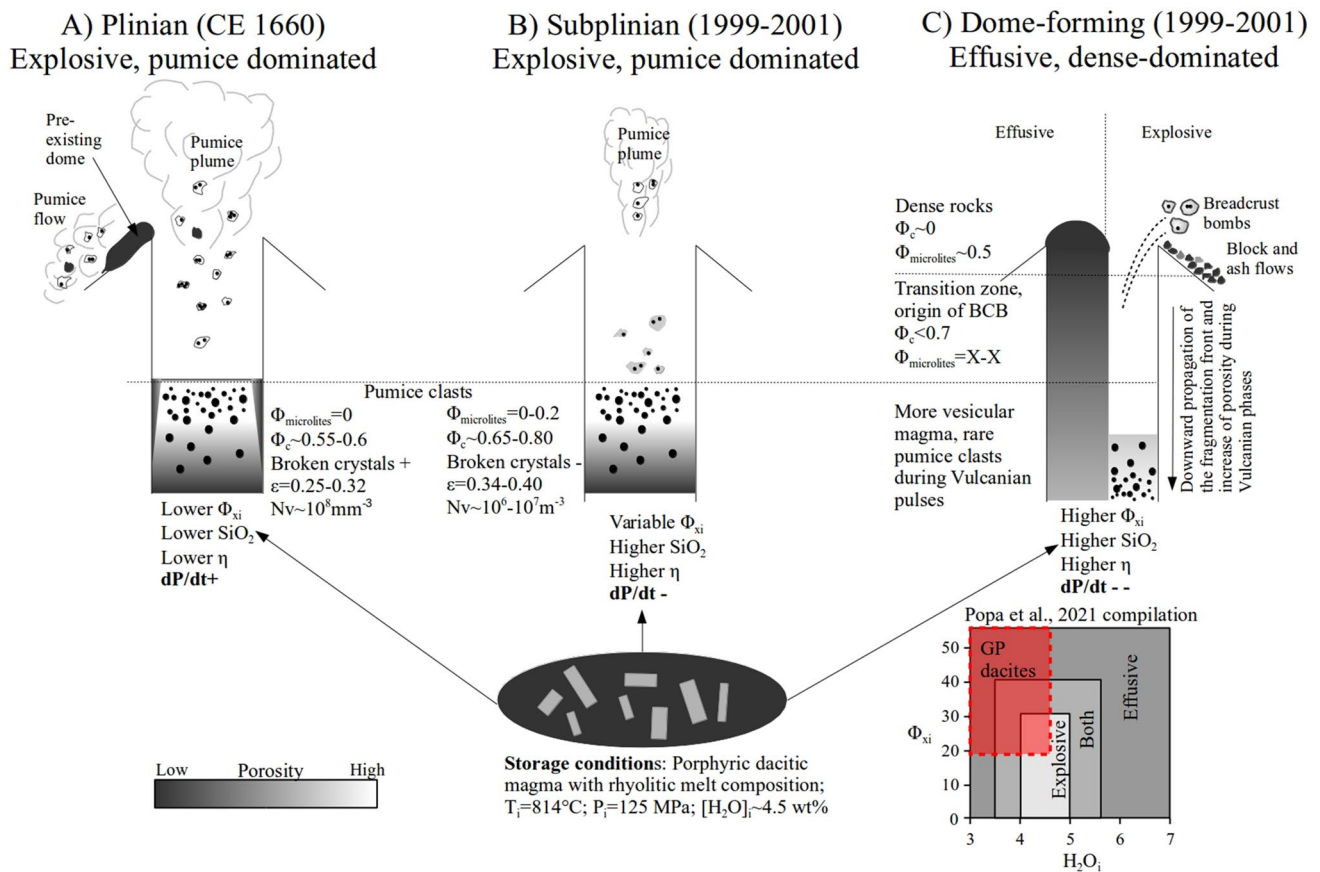 A) Plinian (CE 1660)
Explosive, pumice dominated
Pre-
existing
dome
Pumice
plume
Pumice
flow
B) Subplinian (1999-2001)
Explosive, pumice dominated
Pumice
plume
C) Dome-forming (1999-2001)
Effusive, dense-dominated
Effusive
Explosive
Dense rocks
Φc~0
Φmicrolites~0.5
Breadcrust
bombs
Block and
ash flows
Transition zone,
origin of BCB
Φc<0.7
Φmicrolites=X-X
More vesicular
magma, rare
pumice clasts
during Vulcanian
pulses
Downward propagation of
the fragmentation front and
increase of porosity during
Vulcanian phases
Pumice clasts
Φmicrolites=0
Φc~0.55-0.6
Broken crystals +
ε=0.25-0.32
Nv~10⁸mm⁻³
Φmicrolites=0-0.2
Φc~0.65-0.80
Broken crystals -
ε=0.34-0.40
Nv~10⁶-10⁷m⁻³
Lower Φxi
Lower SiO₂
Lower η
dP/dt+
Variable Φxi
Higher SiO₂
Higher η
dP/dt -
Higher Φxi
Higher SiO₂
Higher η
dP/dt - -
Low Porosity High
Storage conditions: Porphyric dacitic
magma with rhyolitic melt composition;
Ti=814°C; Pi=125 MPa; [H₂O]i~4.5 wt%
Popa et al., 2021 compilation
GP
dacites
Explosive
Both
Effusive
Φxi
50
40
30
20
10
0
3 4 5 6 7
H₂Oi